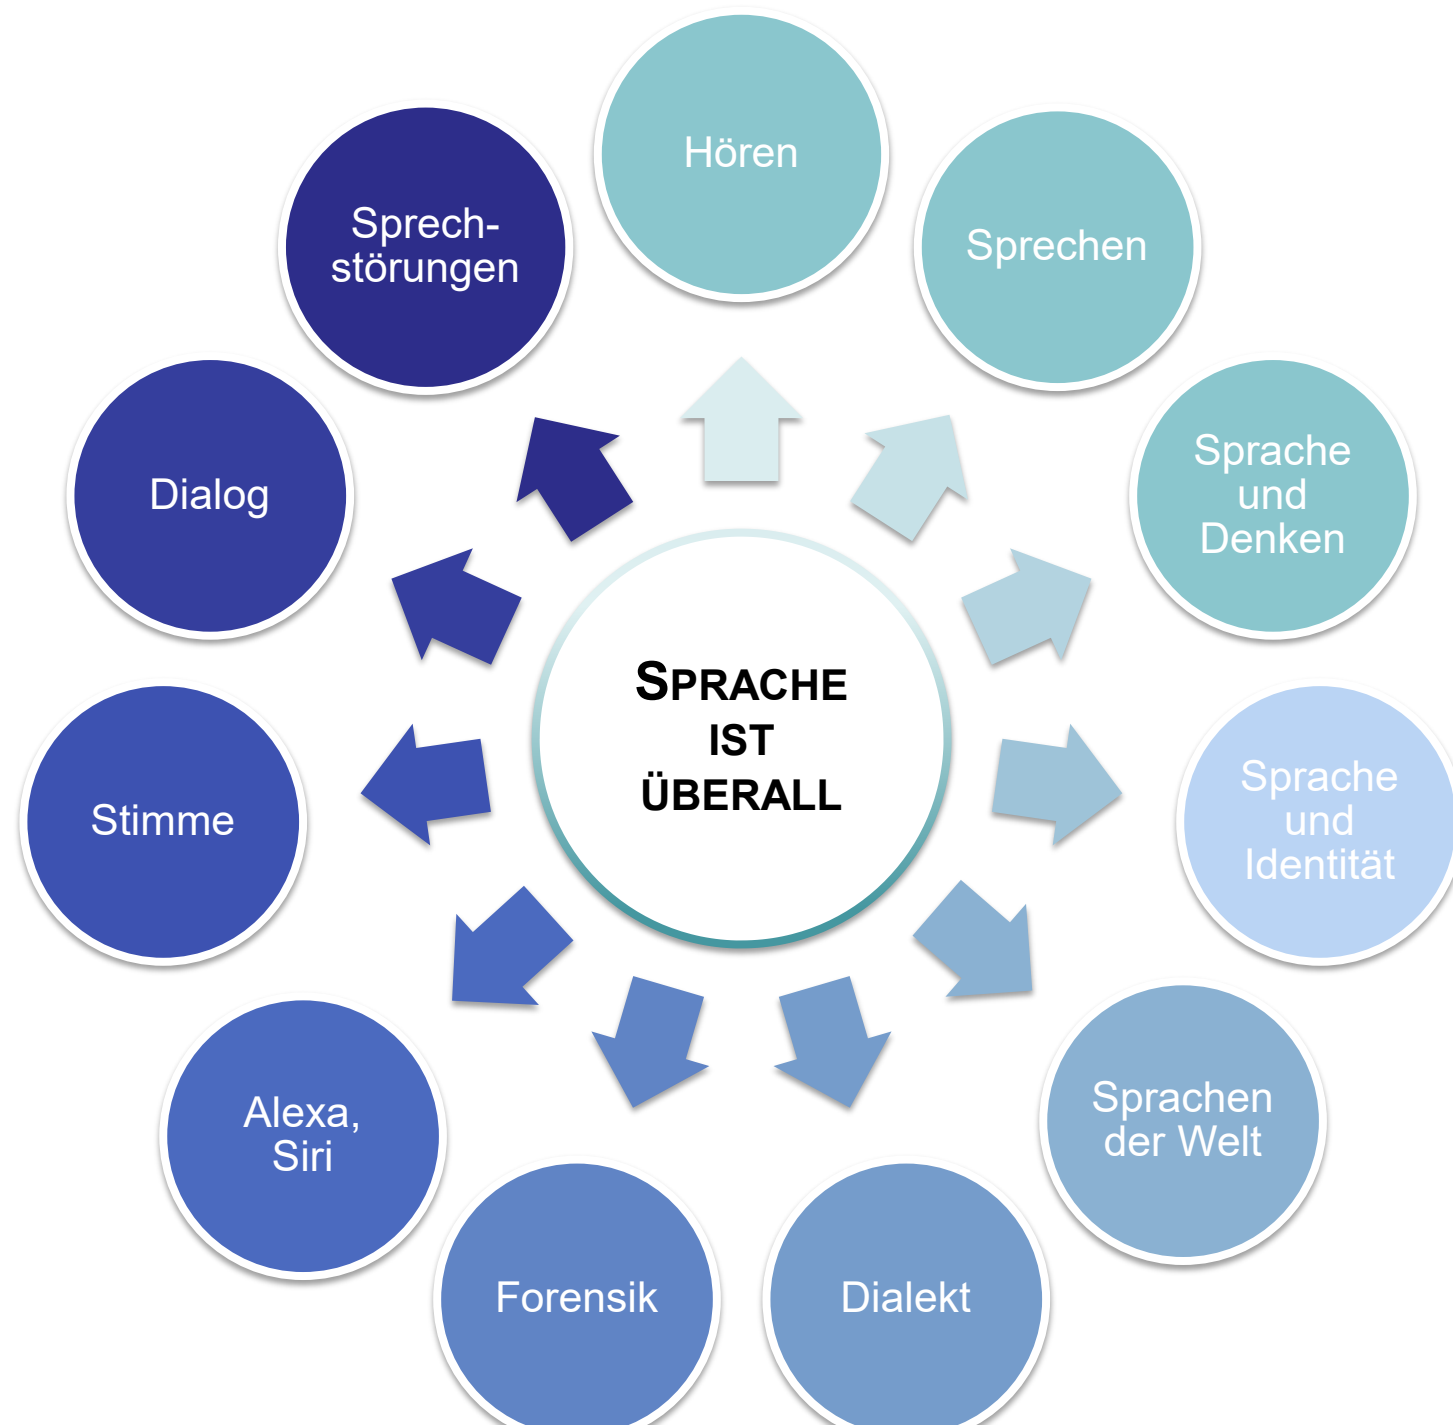 Hören
Sprechen
Sprache
und
Denken
Sprache
und
Identität
Sprachen
der Welt
Dialekt
Forensik
Alexa,
Siri
Stimme
Dialog
Sprech-
störungen
SPRACHE
IST
ÜBERALL